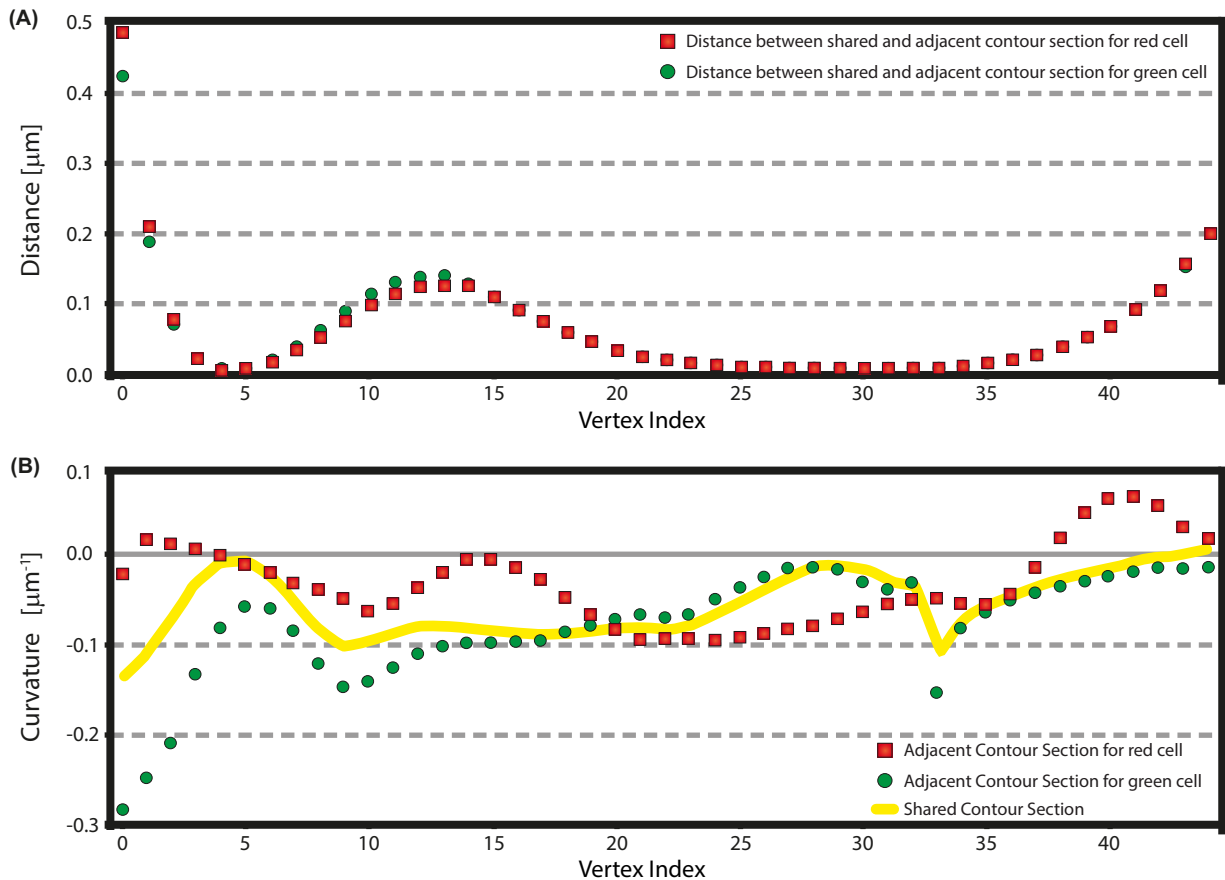 (A)
0.5
Distance between shared and adjacent contour section for red cell
Distance between shared and adjacent contour section for green cell
0.4
0.3
0.2
0.1
0.0
Distance [μm]
0 5 10 15 20 25 30 35 40
Vertex Index
(B)
0.1
0.0
-0.1
-0.2
-0.3
Curvature [μm⁻¹]
Adjacent Contour Section for red cell
Adjacent Contour Section for green cell
Shared Contour Section
0 5 10 15 20 25 30 35 40
Vertex Index